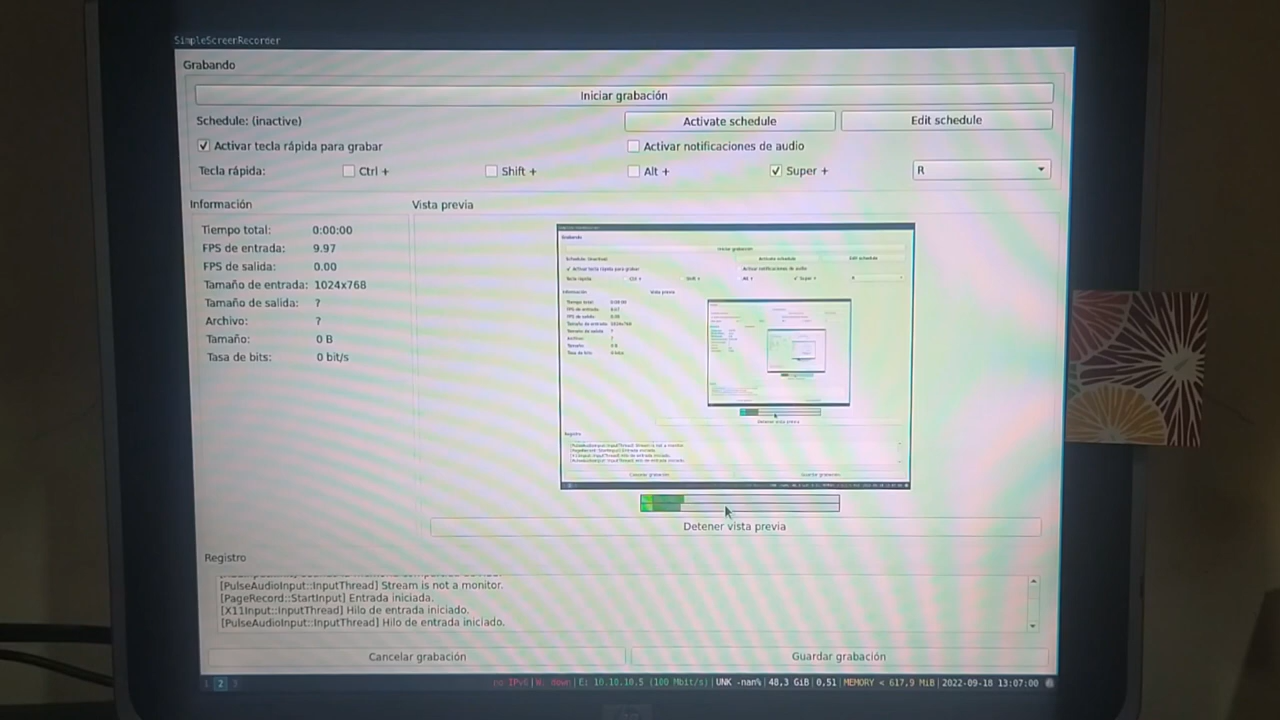 SimpleScreenRecorder
Grabando
Iniciar grabación
Schedule: (inactive)
Activate schedule
Edit schedule
Activar tecla rápida para grabar
Activar notificaciones de audio
Tecla rápida:
Ctrl +
Shift +
Alt +
Super +
R
Información
Vista previa
Tiempo total: 0:00:00
FPS de entrada: 9.97
FPS de salida: 0.00
Tamaño de entrada: 1024x768
Tamaño de salida: ?
Archivo: ?
Tamaño: 0 B
Tasa de bits: 0 bit/s
Detener vista previa
Registro
[PulseAudioInput::InputThread] Stream is not a monitor.
[PageRecord::StartInput] Entrada iniciada.
[X11Input::InputThread] Hilo de entrada iniciado.
[PulseAudioInput::InputThread] Hilo de entrada iniciado.
Cancelar grabación
Guardar grabación
1 2 3
no IPv6|W: down|E: 10.10.10.5 (100 Mbit/s)|UNK -nan%|48,3 GiB|0,51|MEMORY < 617,9 MiB|2022-09-18 13:07:00